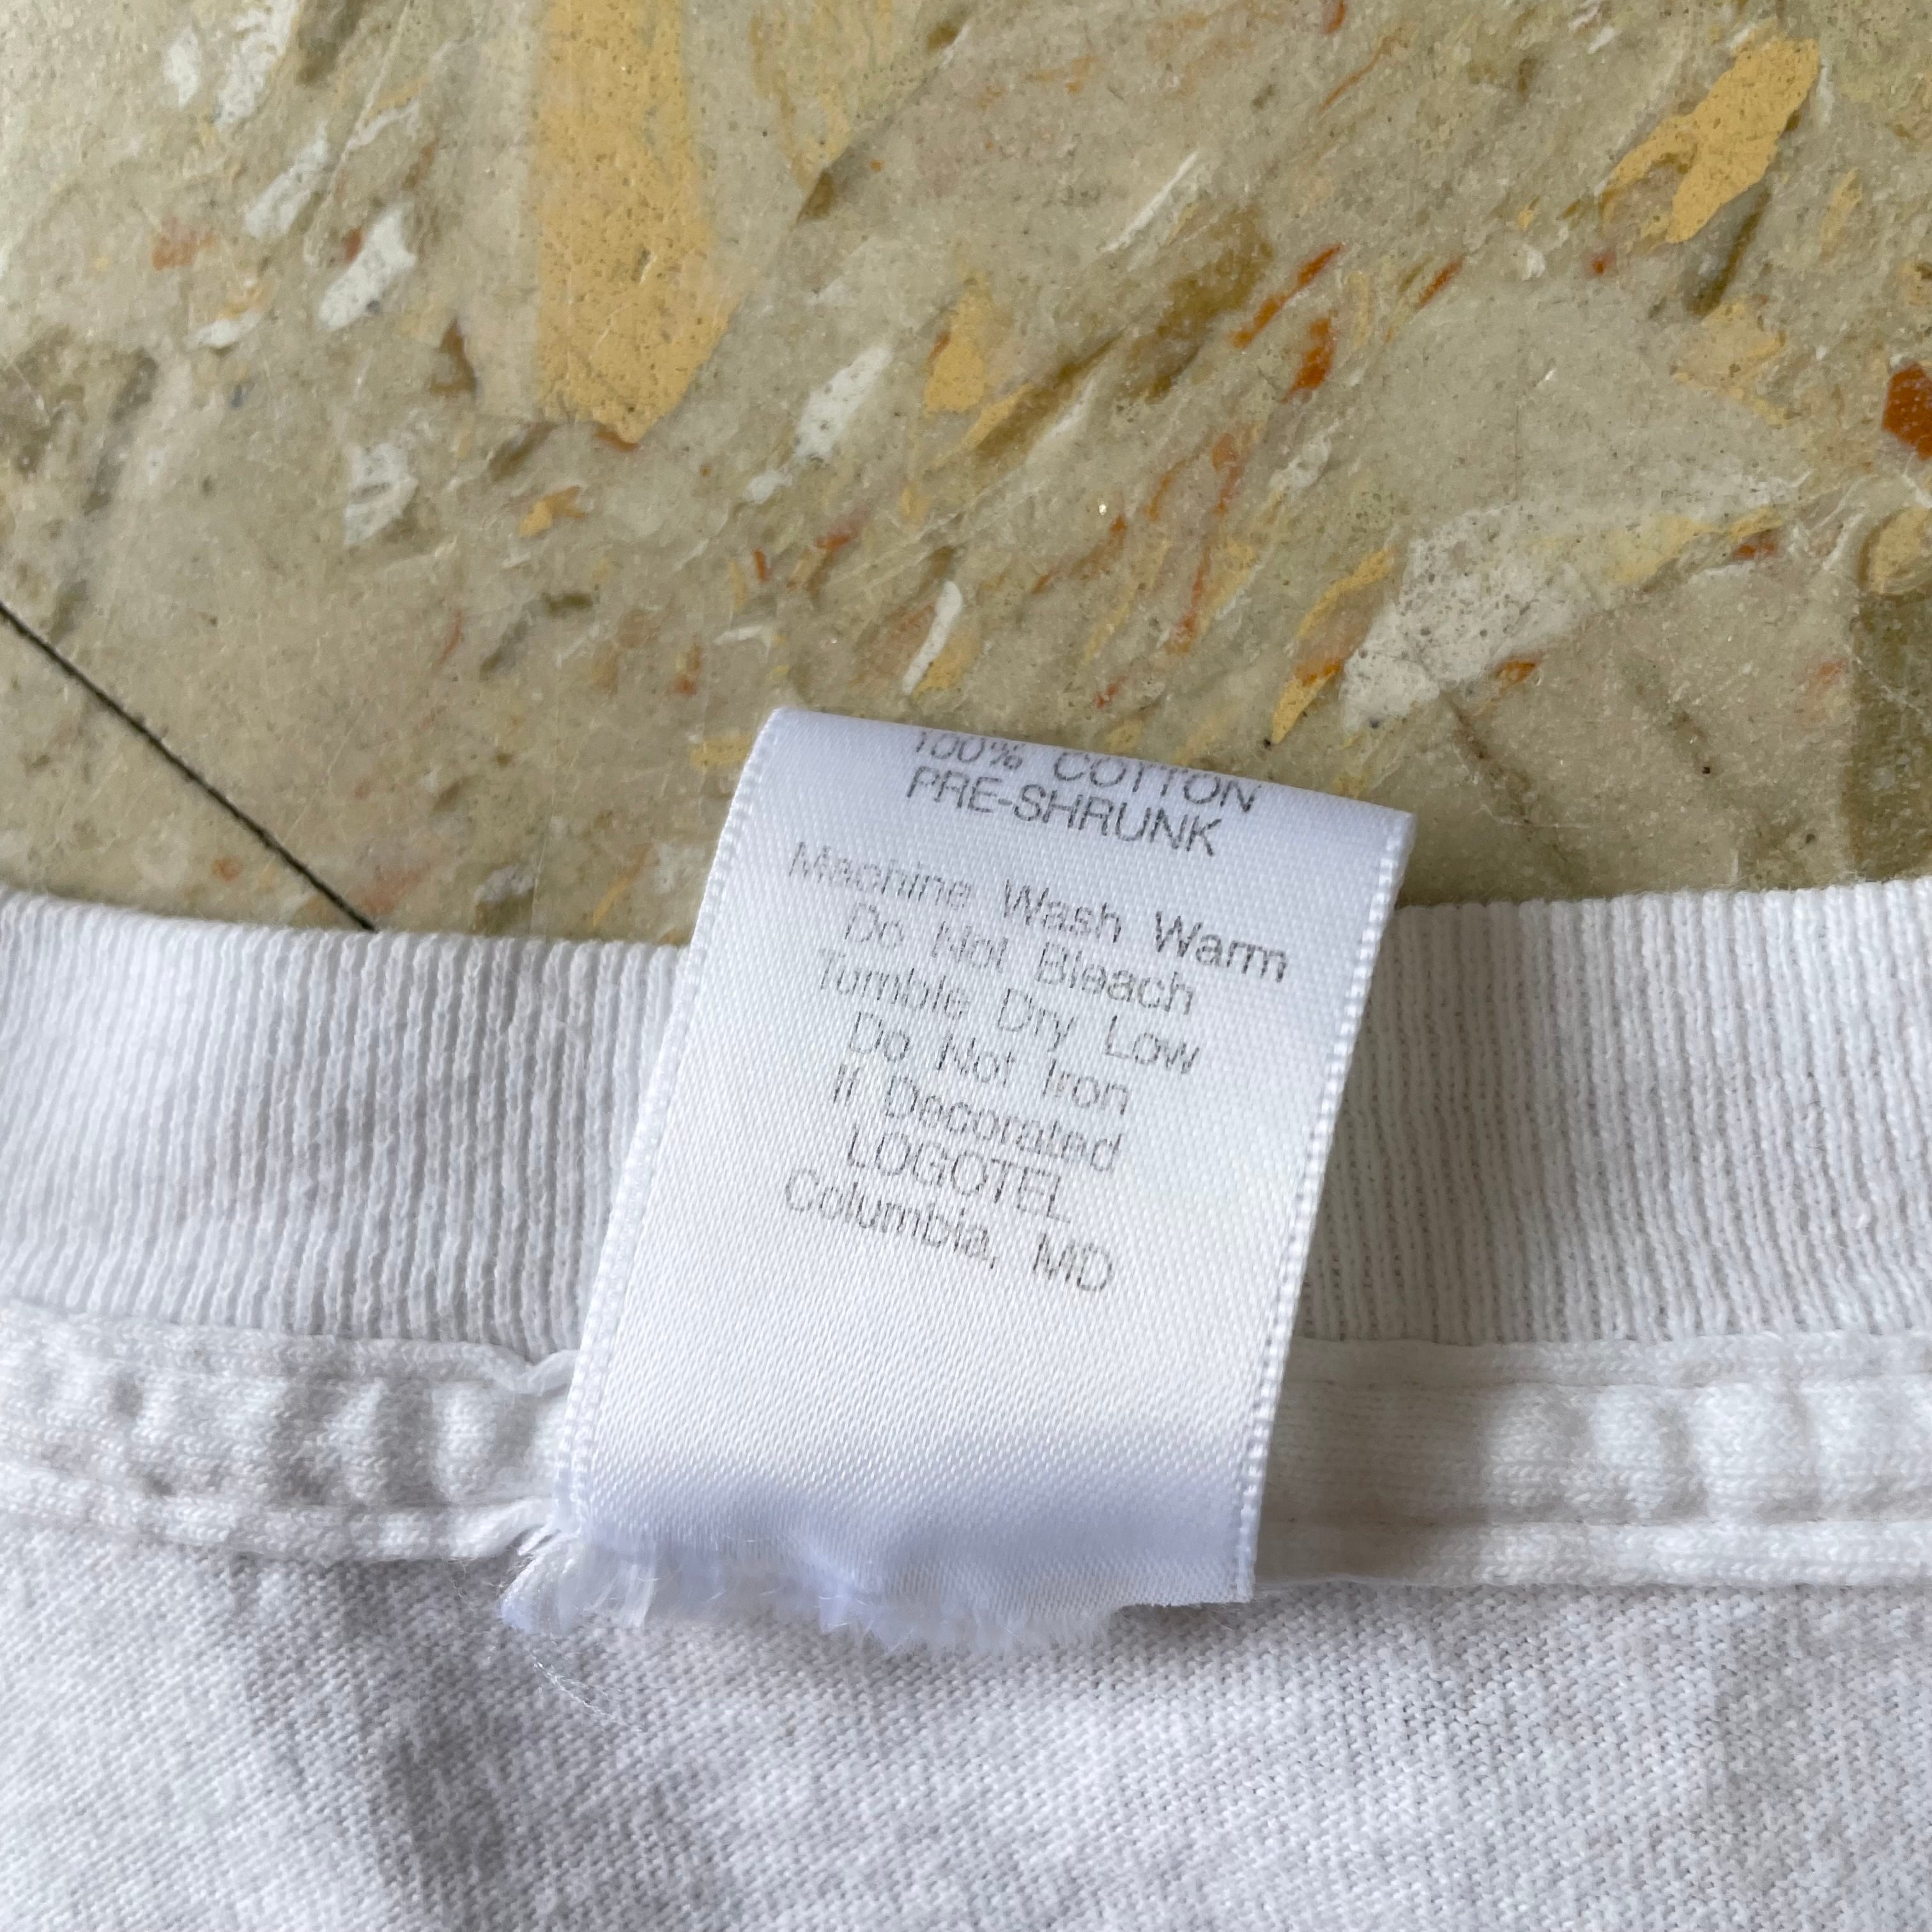 100% COTTON
PRE-SHRUNK
Machine Wash Warm
Do Not Bleach
Tumble Dry Low
Do Not Iron
If Decorated
LOGOTEL
Columbia, MD